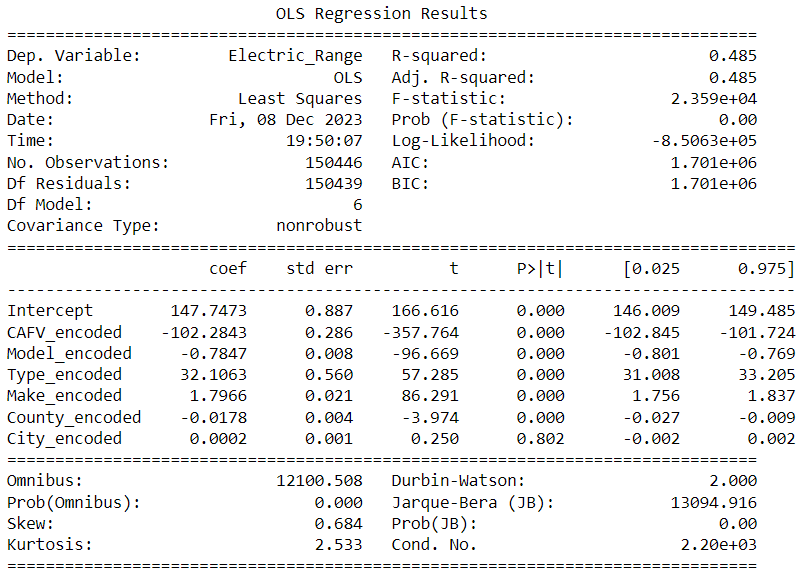 OLS Regression Results
==============================================================================
Dep. Variable:         Electric_Range   R-squared:                       0.485
Model:                            OLS   Adj. R-squared:                  0.485
Method:                 Least Squares   F-statistic:                 2.359e+04
Date:                Fri, 08 Dec 2023   Prob (F-statistic):               0.00
Time:                        19:50:07   Log-Likelihood:            -8.5063e+05
No. Observations:              150446   AIC:                         1.701e+06
Df Residuals:                  150439   BIC:                         1.701e+06
Df Model:                           6
Covariance Type:            nonrobust
==================================================================================
                     coef    std err          t      P>|t|      [0.025      0.975]
----------------------------------------------------------------------------------
Intercept        147.7473      0.887    166.616      0.000     146.009     149.485
CAFV_encoded    -102.2843      0.286   -357.764      0.000    -102.845    -101.724
Model_encoded     -0.7847      0.008    -96.669      0.000      -0.801      -0.769
Type_encoded      32.1063      0.560     57.285      0.000      31.008      33.205
Make_encoded       1.7966      0.021     86.291      0.000       1.756       1.837
County_encoded    -0.0178      0.004     -3.974      0.000      -0.027      -0.009
City_encoded       0.0002      0.001      0.250      0.802      -0.002       0.002
==============================================================================
Omnibus:                    12100.508   Durbin-Watson:                   2.000
Prob(Omnibus):                  0.000   Jarque-Bera (JB):            13094.916
Skew:                           0.684   Prob(JB):                         0.00
Kurtosis:                       2.533   Cond. No.                     2.20e+03
==============================================================================